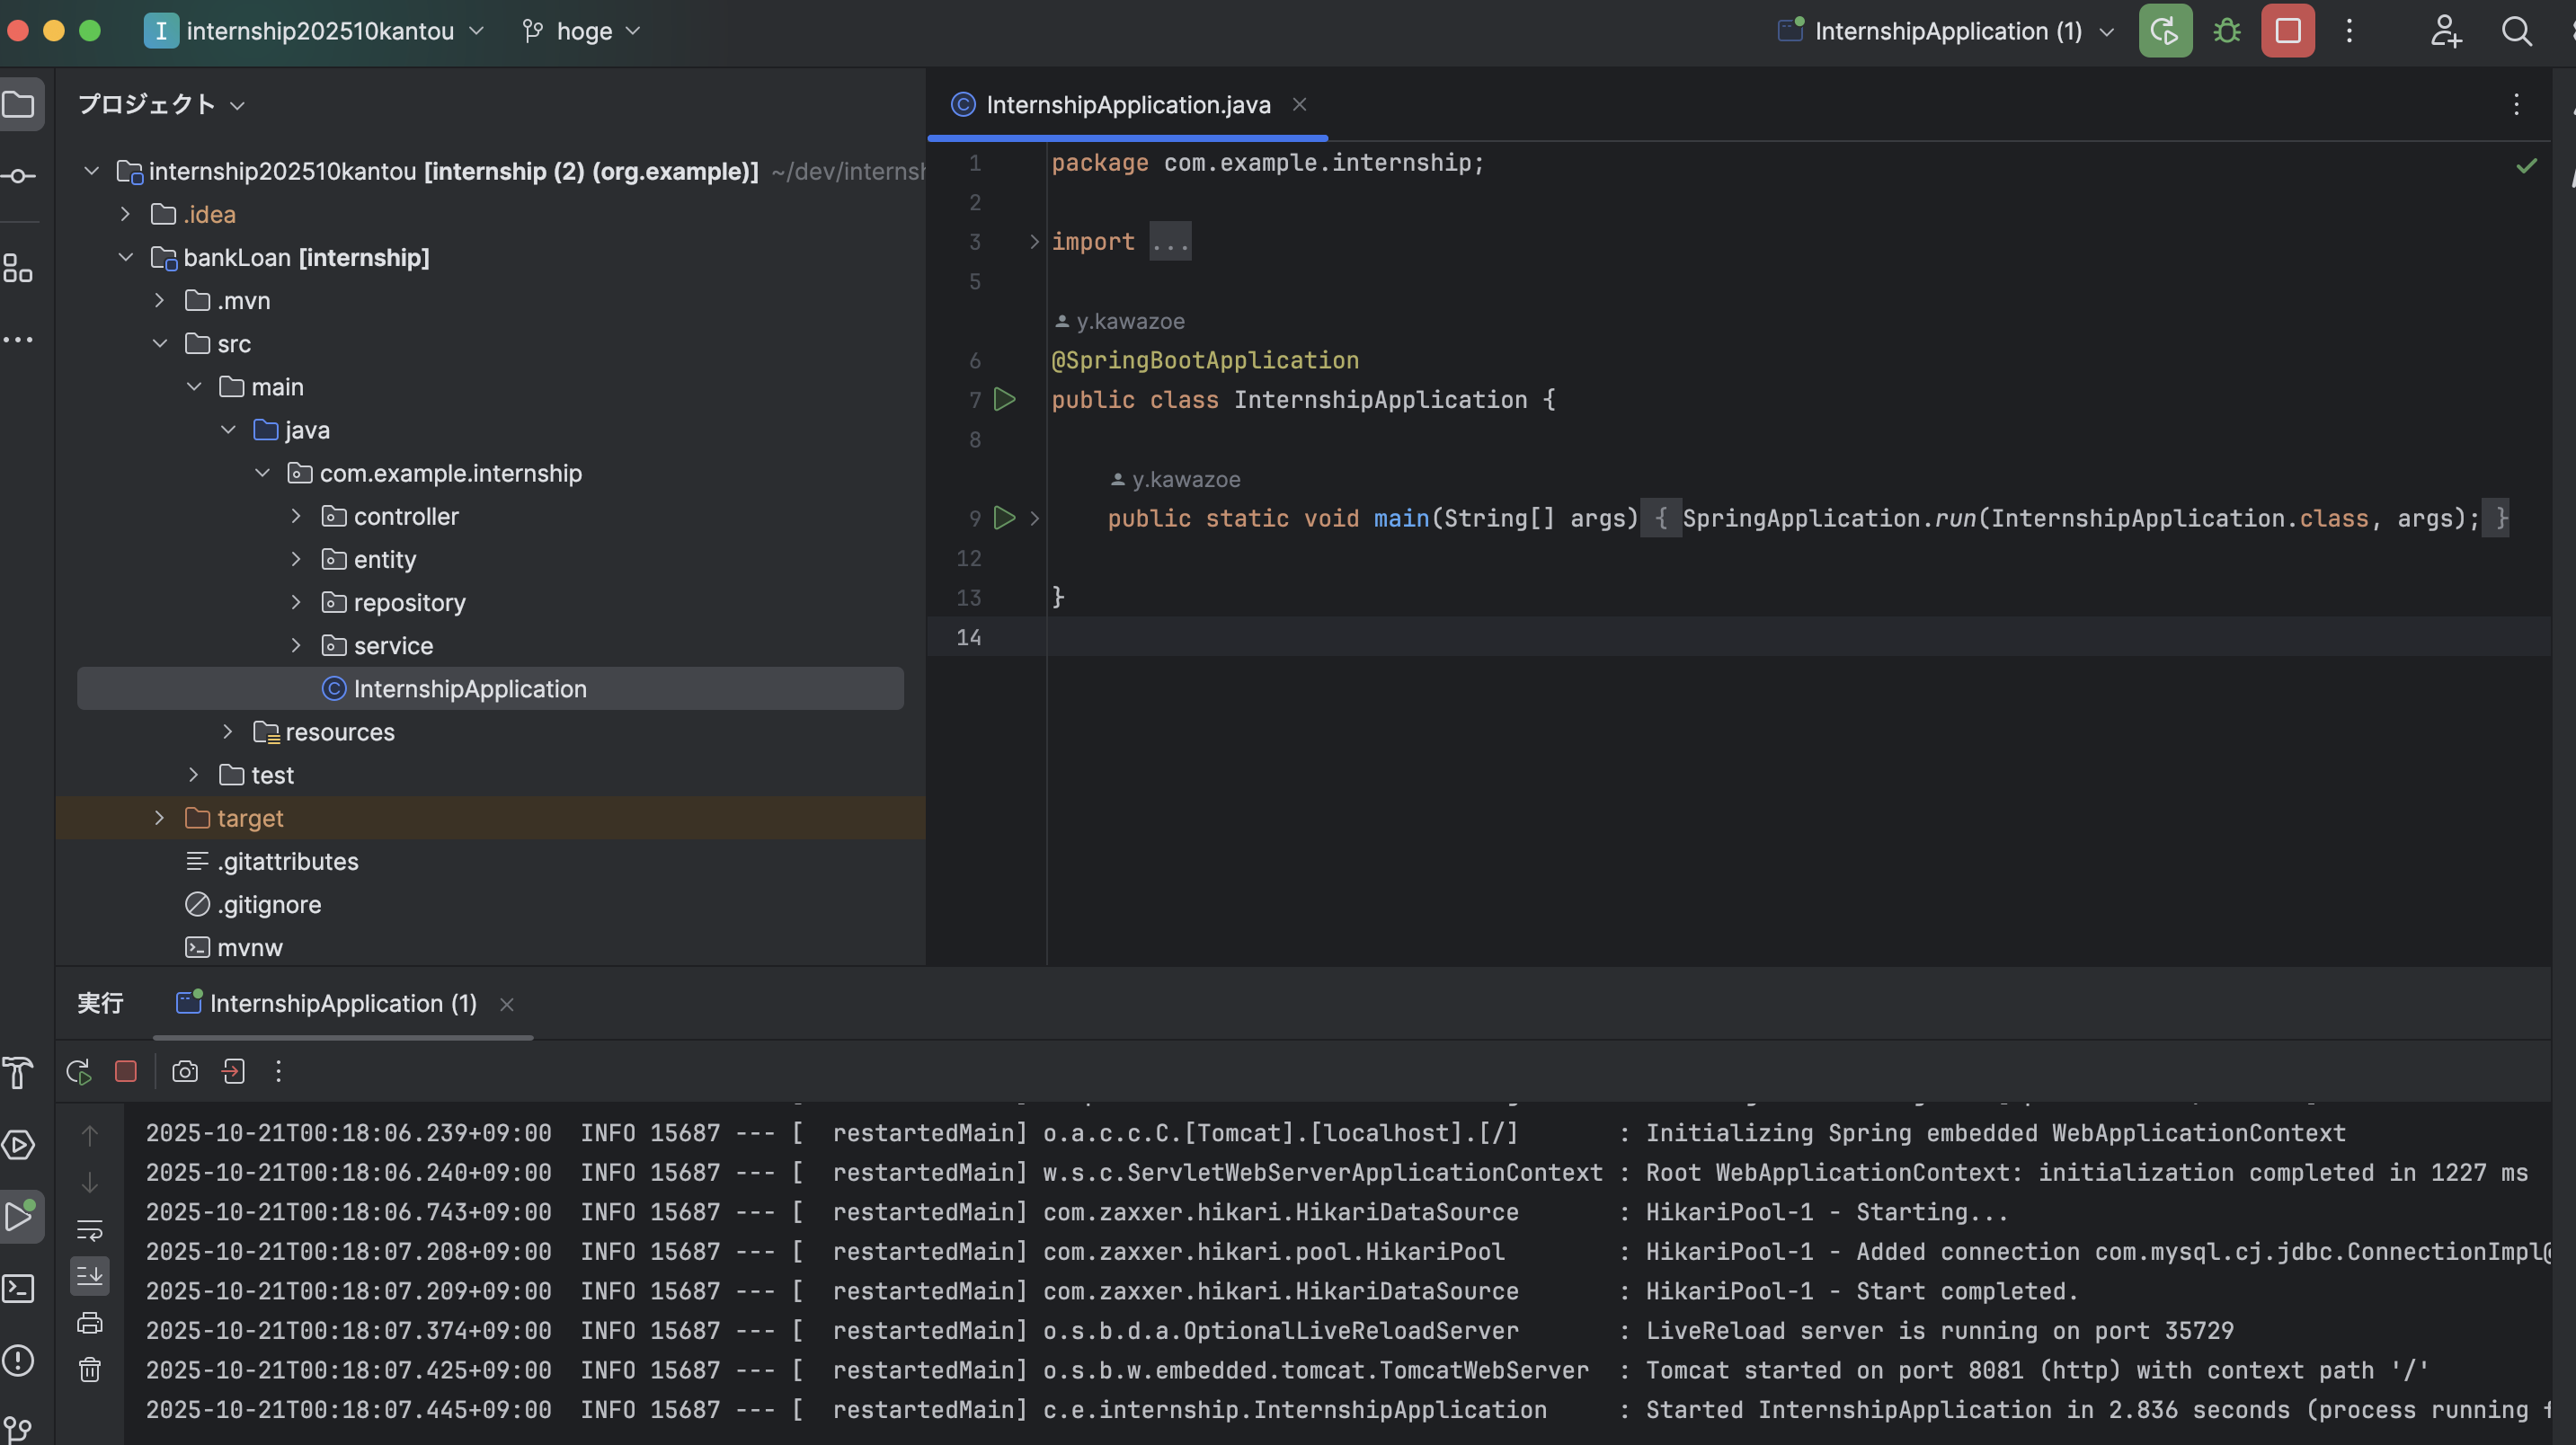 I internship202510kantou hoge InternshipApplication (1)
プロジェクト
internship202510kantou [internship (2) (org.example)] ~/dev/internsh
.idea
bankLoan [internship]
.mvn
src
main
java
com.example.internship
controller
entity
repository
service
InternshipApplication
resources
test
target
.gitattributes
.gitignore
mvnw
InternshipApplication.java
1 package com.example.internship;
2
3 import ...
5
y.kawazoe
6 @SpringBootApplication
7 public class InternshipApplication {
8
y.kawazoe
9 public static void main(String[] args) { SpringApplication.run(InternshipApplication.class, args); }
12
13 }
14
実行 InternshipApplication (1)
2025-10-21T00:18:06.239+09:00  INFO 15687 --- [  restartedMain] o.a.c.c.C.[Tomcat].[localhost].[/]       : Initializing Spring embedded WebApplicationContext
2025-10-21T00:18:06.240+09:00  INFO 15687 --- [  restartedMain] w.s.c.ServletWebServerApplicationContext : Root WebApplicationContext: initialization completed in 1227 ms
2025-10-21T00:18:06.743+09:00  INFO 15687 --- [  restartedMain] com.zaxxer.hikari.HikariDataSource       : HikariPool-1 - Starting...
2025-10-21T00:18:07.208+09:00  INFO 15687 --- [  restartedMain] com.zaxxer.hikari.pool.HikariPool        : HikariPool-1 - Added connection com.mysql.cj.jdbc.ConnectionImpl@
2025-10-21T00:18:07.209+09:00  INFO 15687 --- [  restartedMain] com.zaxxer.hikari.HikariDataSource       : HikariPool-1 - Start completed.
2025-10-21T00:18:07.374+09:00  INFO 15687 --- [  restartedMain] o.s.b.d.a.OptionalLiveReloadServer       : LiveReload server is running on port 35729
2025-10-21T00:18:07.425+09:00  INFO 15687 --- [  restartedMain] o.s.b.w.embedded.tomcat.TomcatWebServer  : Tomcat started on port 8081 (http) with context path '/'
2025-10-21T00:18:07.445+09:00  INFO 15687 --- [  restartedMain] c.e.internship.InternshipApplication     : Started InternshipApplication in 2.836 seconds (process running